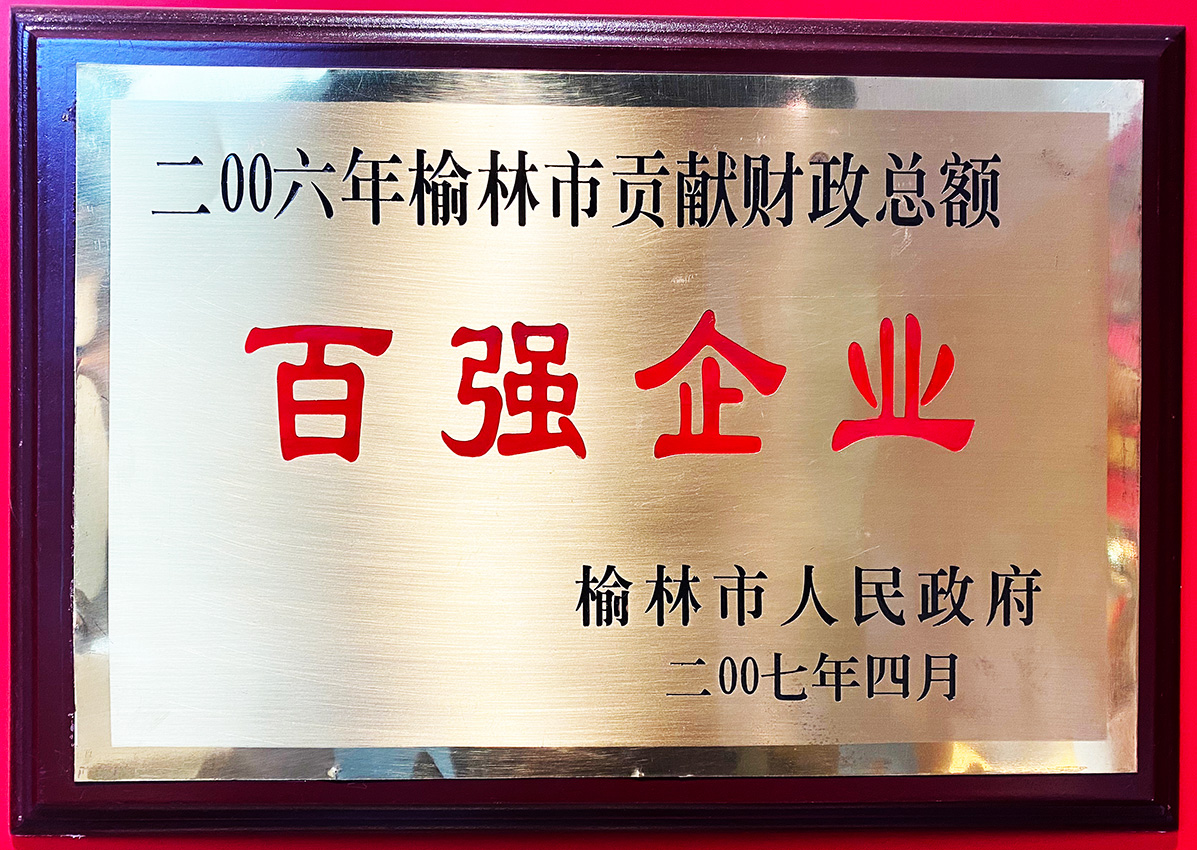 二00六年榆林市贡献财政总额
百强企业
榆林市人民政府
二00七年四月